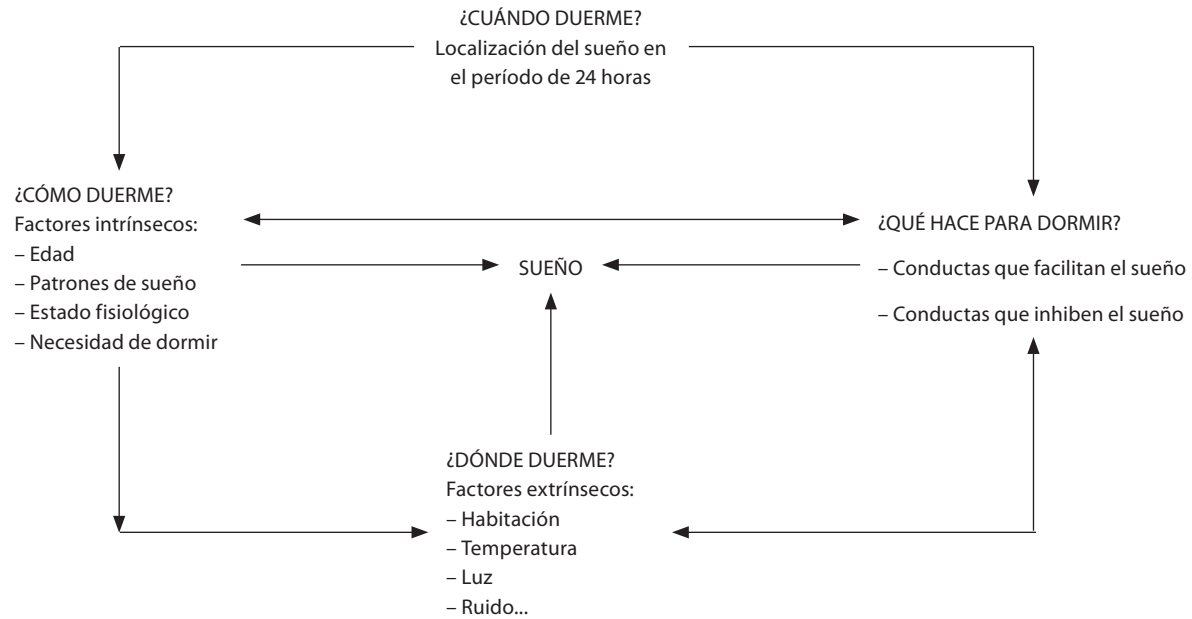 ¿CUÁNDO DUERME?
Localización del sueño en
el período de 24 horas
¿CÓMO DUERME?
Factores intrínsecos:
– Edad
– Patrones de sueño
– Estado fisiológico
– Necesidad de dormir
SUEÑO
¿QUÉ HACE PARA DORMIR?
– Conductas que facilitan el sueño
– Conductas que inhiben el sueño
¿DÓNDE DUERME?
Factores extrínsecos:
– Habitación
– Temperatura
– Luz
– Ruido...